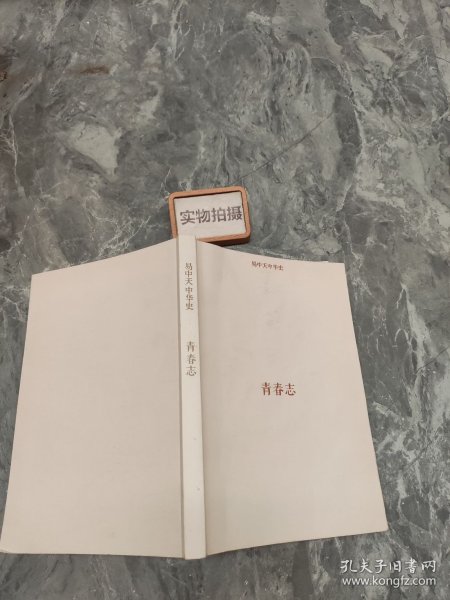 实物拍摄
易中天中华史
青春志
易中天中华史
青春志
孔夫子旧书网
www.kongfz.com